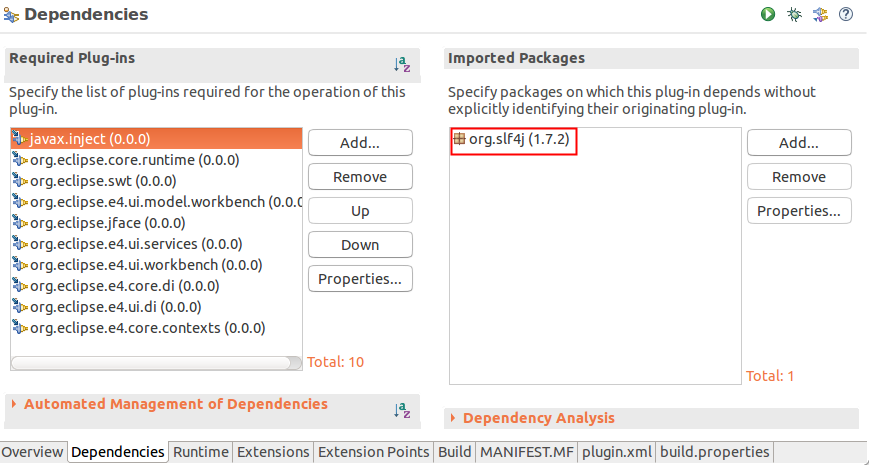 Dependencies
Required Plug-ins
Specify the list of plug-ins required for the operation of this
plug-in.
javax.inject (0.0.0)
org.eclipse.core.runtime (0.0.0)
org.eclipse.swt (0.0.0)
org.eclipse.e4.ui.model.workbench (0.0.0
org.eclipse.jface (0.0.0)
org.eclipse.e4.ui.services (0.0.0)
org.eclipse.e4.ui.workbench (0.0.0)
org.eclipse.e4.core.di (0.0.0)
org.eclipse.e4.ui.di (0.0.0)
org.eclipse.e4.core.contexts (0.0.0)
Add...
Remove
Up
Down
Properties...
Total: 10
Automated Management of Dependencies
Imported Packages
Specify packages on which this plug-in depends without
explicitly identifying their originating plug-in.
org.slf4j (1.7.2)
Add...
Remove
Properties...
Total: 1
Dependency Analysis
Overview Dependencies Runtime Extensions Extension Points Build MANIFEST.MF plugin.xml build.properties